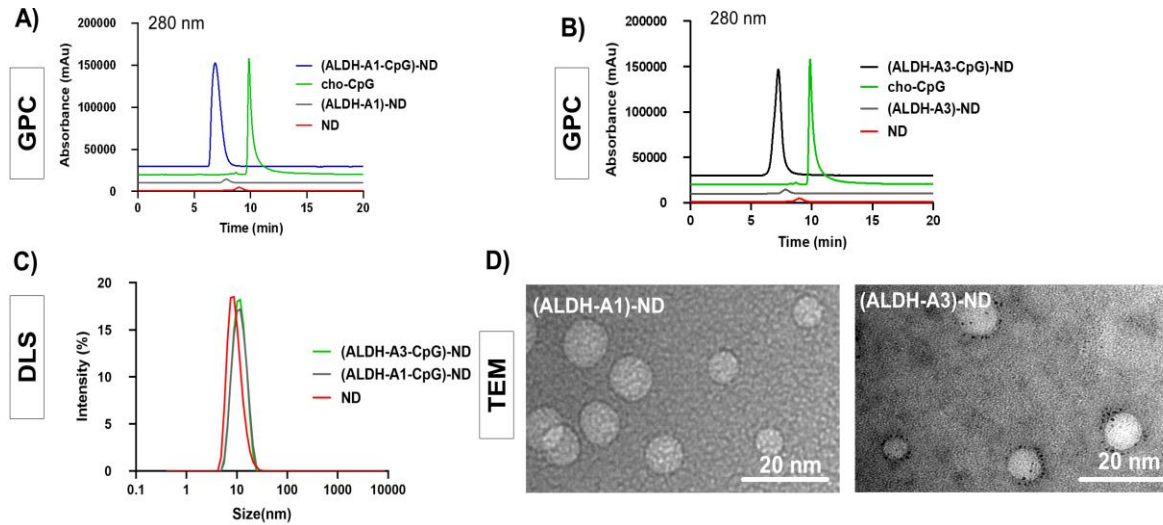 A)
GPC
280 nm
Absorbance (mAu)
200000
150000
100000
50000
0
0 5 10 15 20
Time (min)
(ALDH-A1-CpG)-ND
cho-CpG
(ALDH-A1)-ND
ND
B)
GPC
280 nm
Absorbance (mAu)
200000
150000
100000
50000
0
0 5 10 15 20
Time (min)
(ALDH-A3-CpG)-ND
cho-CpG
(ALDH-A3)-ND
ND
C)
DLS
Intensity (%)
20
15
10
5
0
0.1 1 10 100 1000 10000
Size(nm)
(ALDH-A3-CpG)-ND
(ALDH-A1-CpG)-ND
ND
D)
TEM
(ALDH-A1)-ND
20 nm
(ALDH-A3)-ND
20 nm